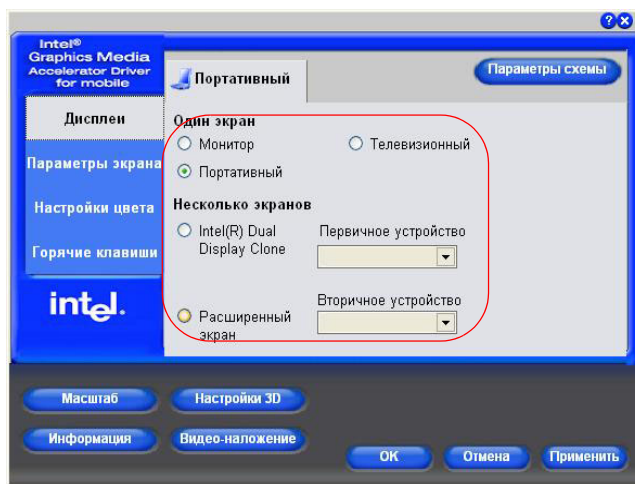 Intel®
Graphics Media
Accelerator Driver
for mobile
Дисплеи
Параметры экрана
Настройки цвета
Горячие клавиши
intel.
Портативный
Параметры схемы
Один экран
Монитор
Телевизионный
Портативный
Несколько экранов
Intel(R) Dual
Display Clone
Первичное устройство
Вторичное устройство
Расширенный
экран
Масштаб
Настройки 3D
Информация
Видео-наложение
ОК
Отмена
Применить